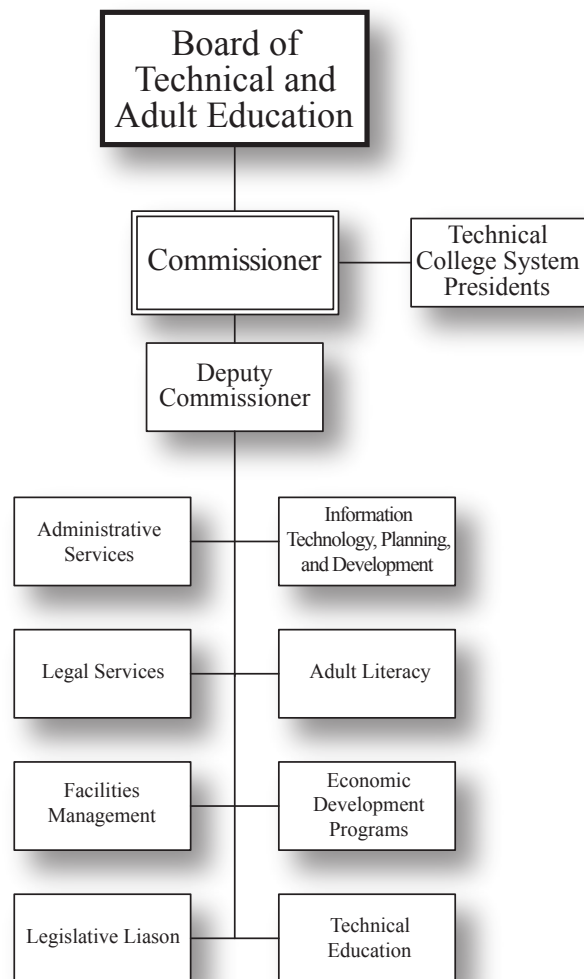 Board of
Technical and
Adult Education
Commissioner
Technical
College System
Presidents
Deputy
Commissioner
Administrative
Services
Information
Technology, Planning,
and Development
Legal Services
Adult Literacy
Facilities
Management
Economic
Development
Programs
Legislative Liason
Technical
Education